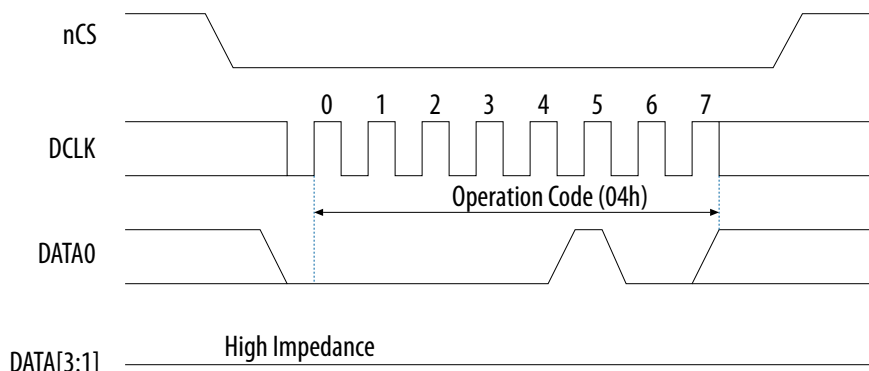 nCS
0 1 2 3 4 5 6 7
DCLK
Operation Code (04h)
DATA0
High Impedance
DATA[3:1]